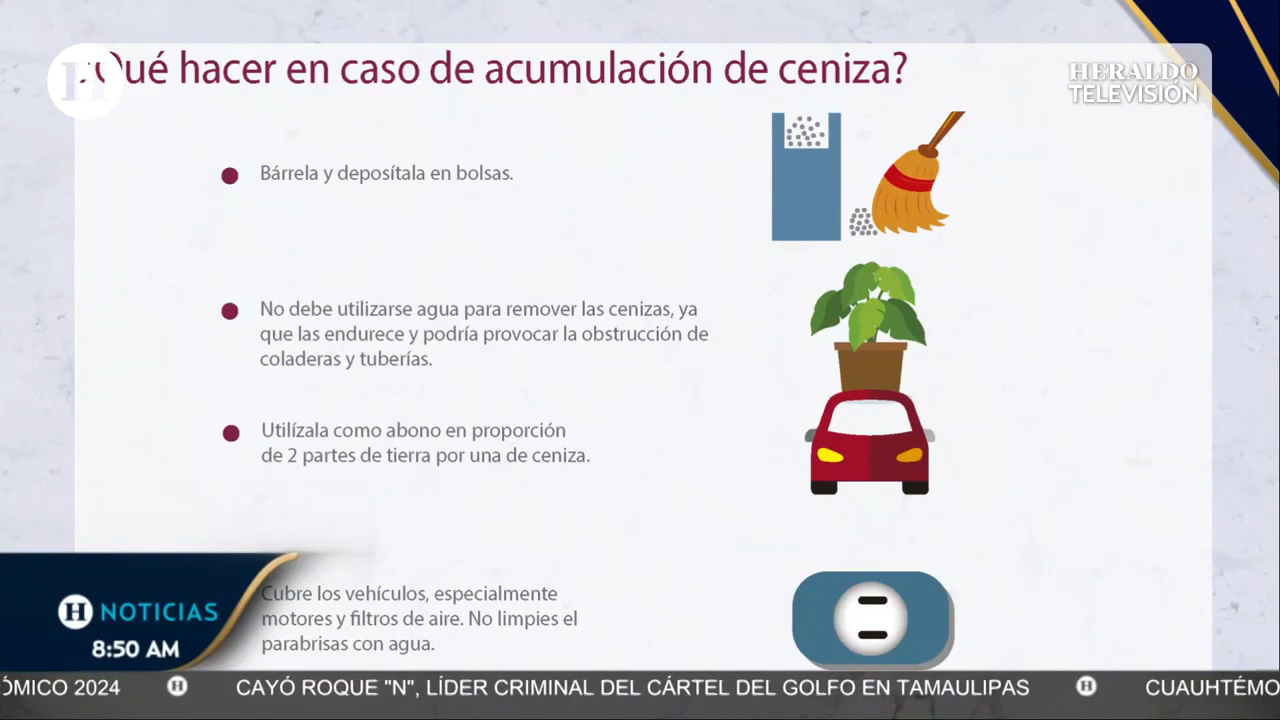 ¿Qué hacer en caso de acumulación de ceniza?
H
HERALDO
TELEVISIÓN
Bárrela y deposítala en bolsas.
No debe utilizarse agua para remover las cenizas, ya
que las endurece y podría provocar la obstrucción de
coladeras y tuberías.
Utilízala como abono en proporción
de 2 partes de tierra por una de ceniza.
Cubre los vehículos, especialmente
motores y filtros de aire. No limpies el
parabrisas con agua.
H NOTICIAS
8:50 AM
ÓMICO 2024 H CAYÓ ROQUE "N", LÍDER CRIMINAL DEL CÁRTEL DEL GOLFO EN TAMAULIPAS H CUAUHTÉMO